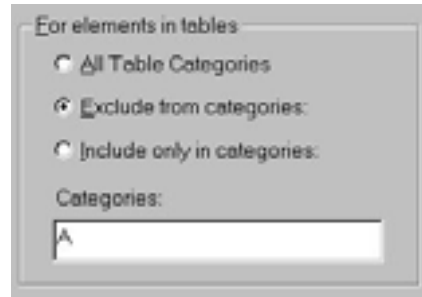 For elements in tables
All Table Categories
Exclude from categories:
Include only in categories:
Categories:
A